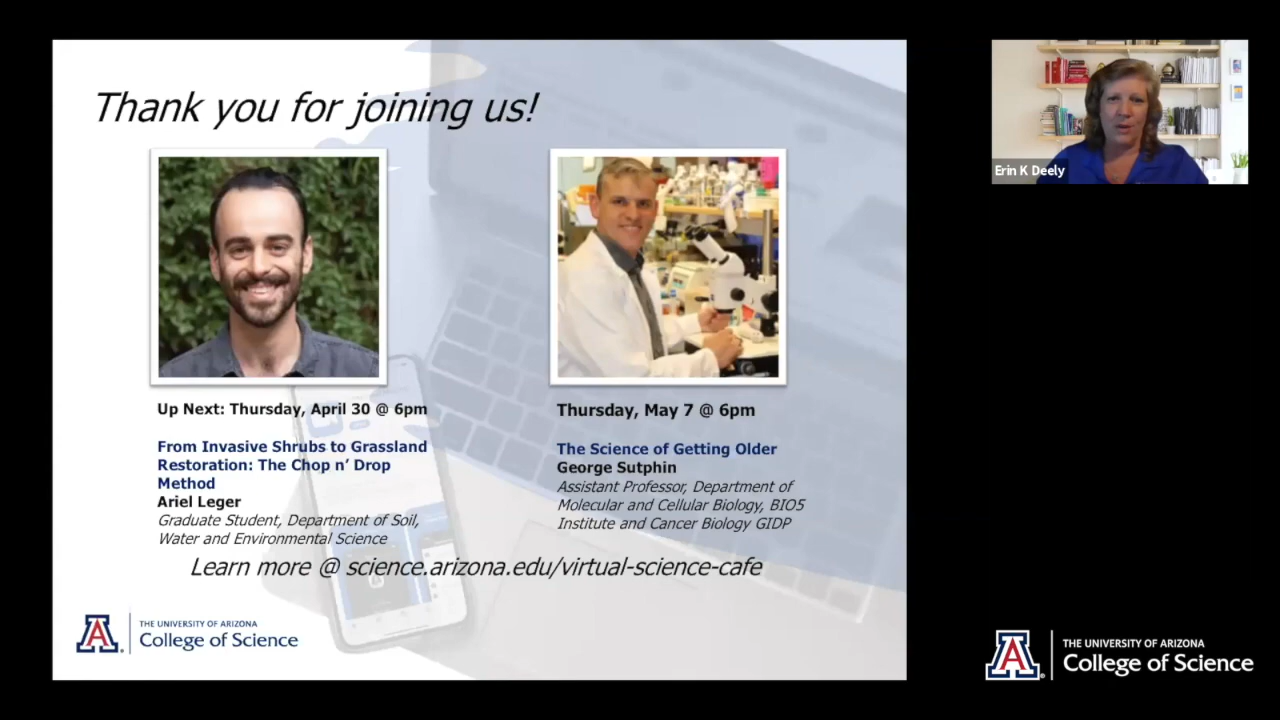 Thank you for joining us!
Erin K Deely
Up Next: Thursday, April 30 @ 6pm
From Invasive Shrubs to Grassland
Restoration: The Chop n’ Drop
Method
Ariel Leger
Graduate Student, Department of Soil,
Water and Environmental Science
Thursday, May 7 @ 6pm
The Science of Getting Older
George Sutphin
Assistant Professor, Department of
Molecular and Cellular Biology, BIO5
Institute and Cancer Biology GIDP
Learn more @ science.arizona.edu/virtual-science-cafe
A
THE UNIVERSITY OF ARIZONA
College of Science
A
THE UNIVERSITY OF ARIZONA
College of Science